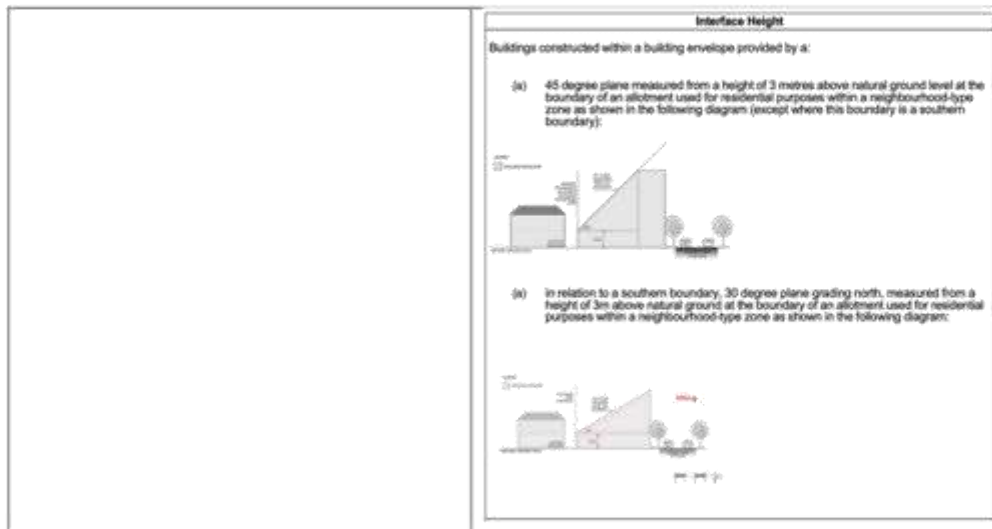 Interface Height
Buildings constructed within a building envelope provided by a:
(a) 45 degree plane measured from a height of 3 metres above natural ground level at the
boundary of an allotment used for residential purposes within a neighbourhood-type
zone as shown in the following diagram (except where this boundary is a southern
boundary):
(a) in relation to a southern boundary, 30 degree plane grading north, measured from a
height of 3m above natural ground at the boundary of an allotment used for residential
purposes within a neighbourhood-type zone as shown in the following diagram: